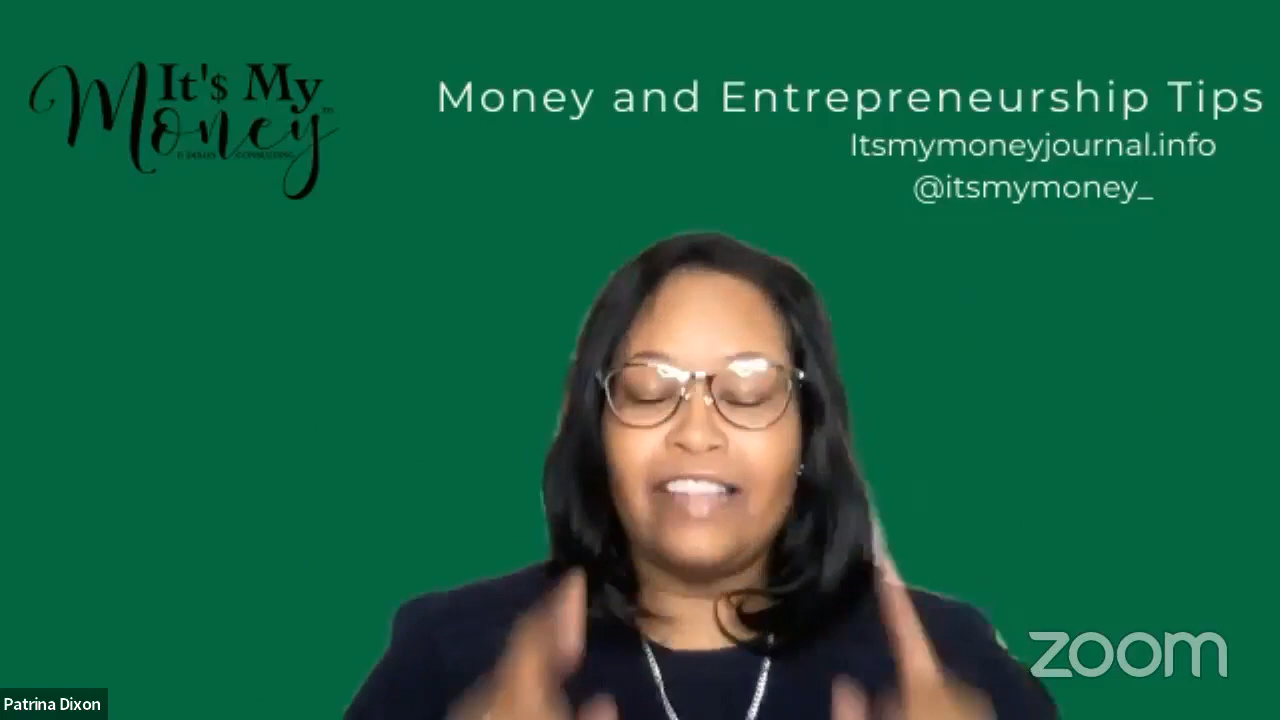 It'$ My
Money
Money and Entrepreneurship Tips
Itsmymoneyjournal.info
@itsmymoney_
zoom
Patrina Dixon